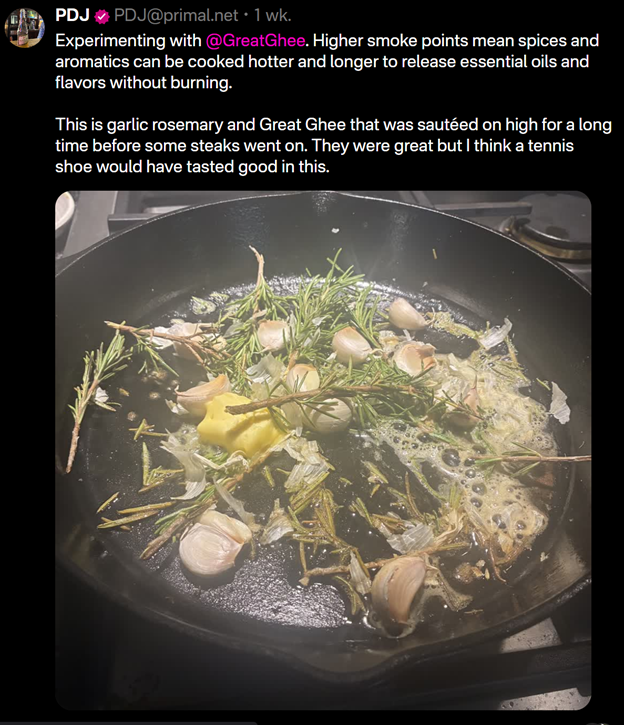 PDJ PDJ@primal.net · 1 wk.
Experimenting with @GreatGhee. Higher smoke points mean spices and
aromatics can be cooked hotter and longer to release essential oils and
flavors without burning.
This is garlic rosemary and Great Ghee that was sautéed on high for a long
time before some steaks went on. They were great but I think a tennis
shoe would have tasted good in this.